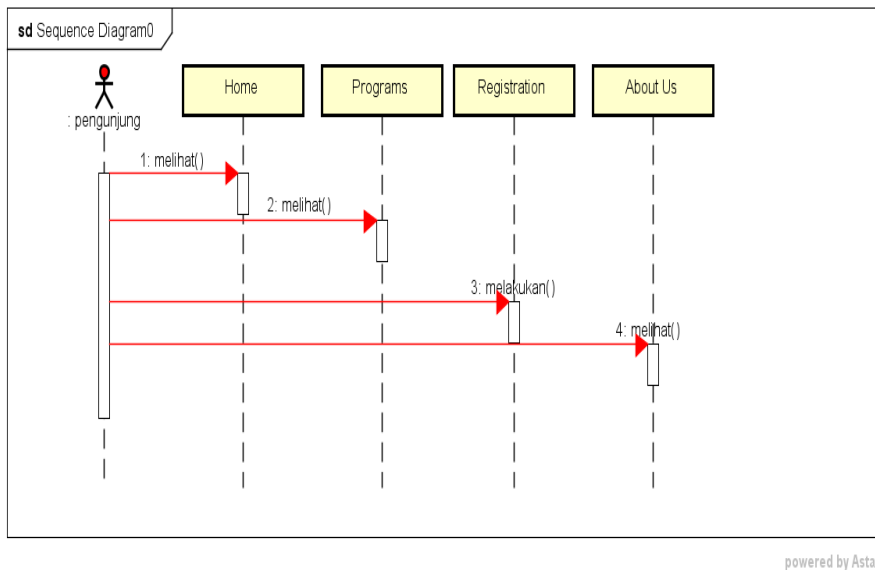 sd Sequence Diagram0
Home
Programs
Registration
About Us
: pengunjung
1: melihat()
2: melihat()
3: melakukan()
4: melihat()
powered by Asta